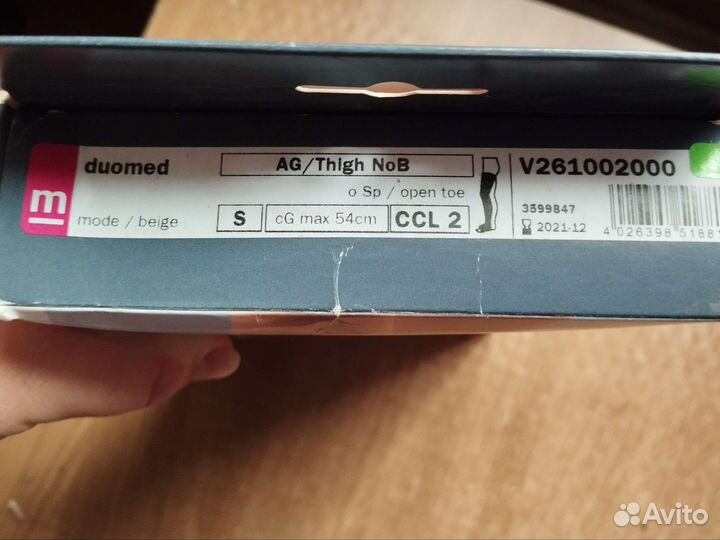 m
duomed
AG/Thigh NoB
V261002000
o Sp / open toe
mode / beige
S
cG max 54cm
CCL 2
3599847
2021-12
4 026398 51881
Avito